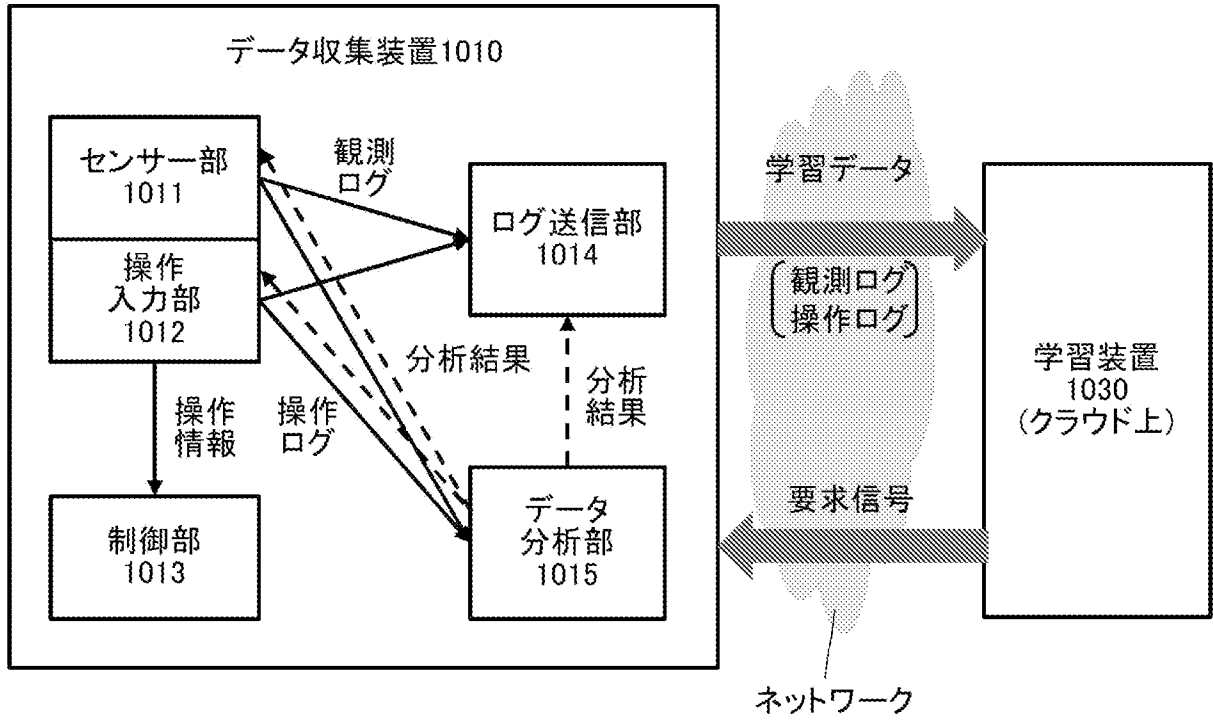 データ収集装置1010
センサー部
1011
観測
ログ
操作
入力部
1012
ログ送信部
1014
分析結果
分析
結果
操作
情報
操作
ログ
制御部
1013
データ
分析部
1015
学習データ
観測ログ
操作ログ
要求信号
ネットワーク
学習装置
1030
(クラウド上)